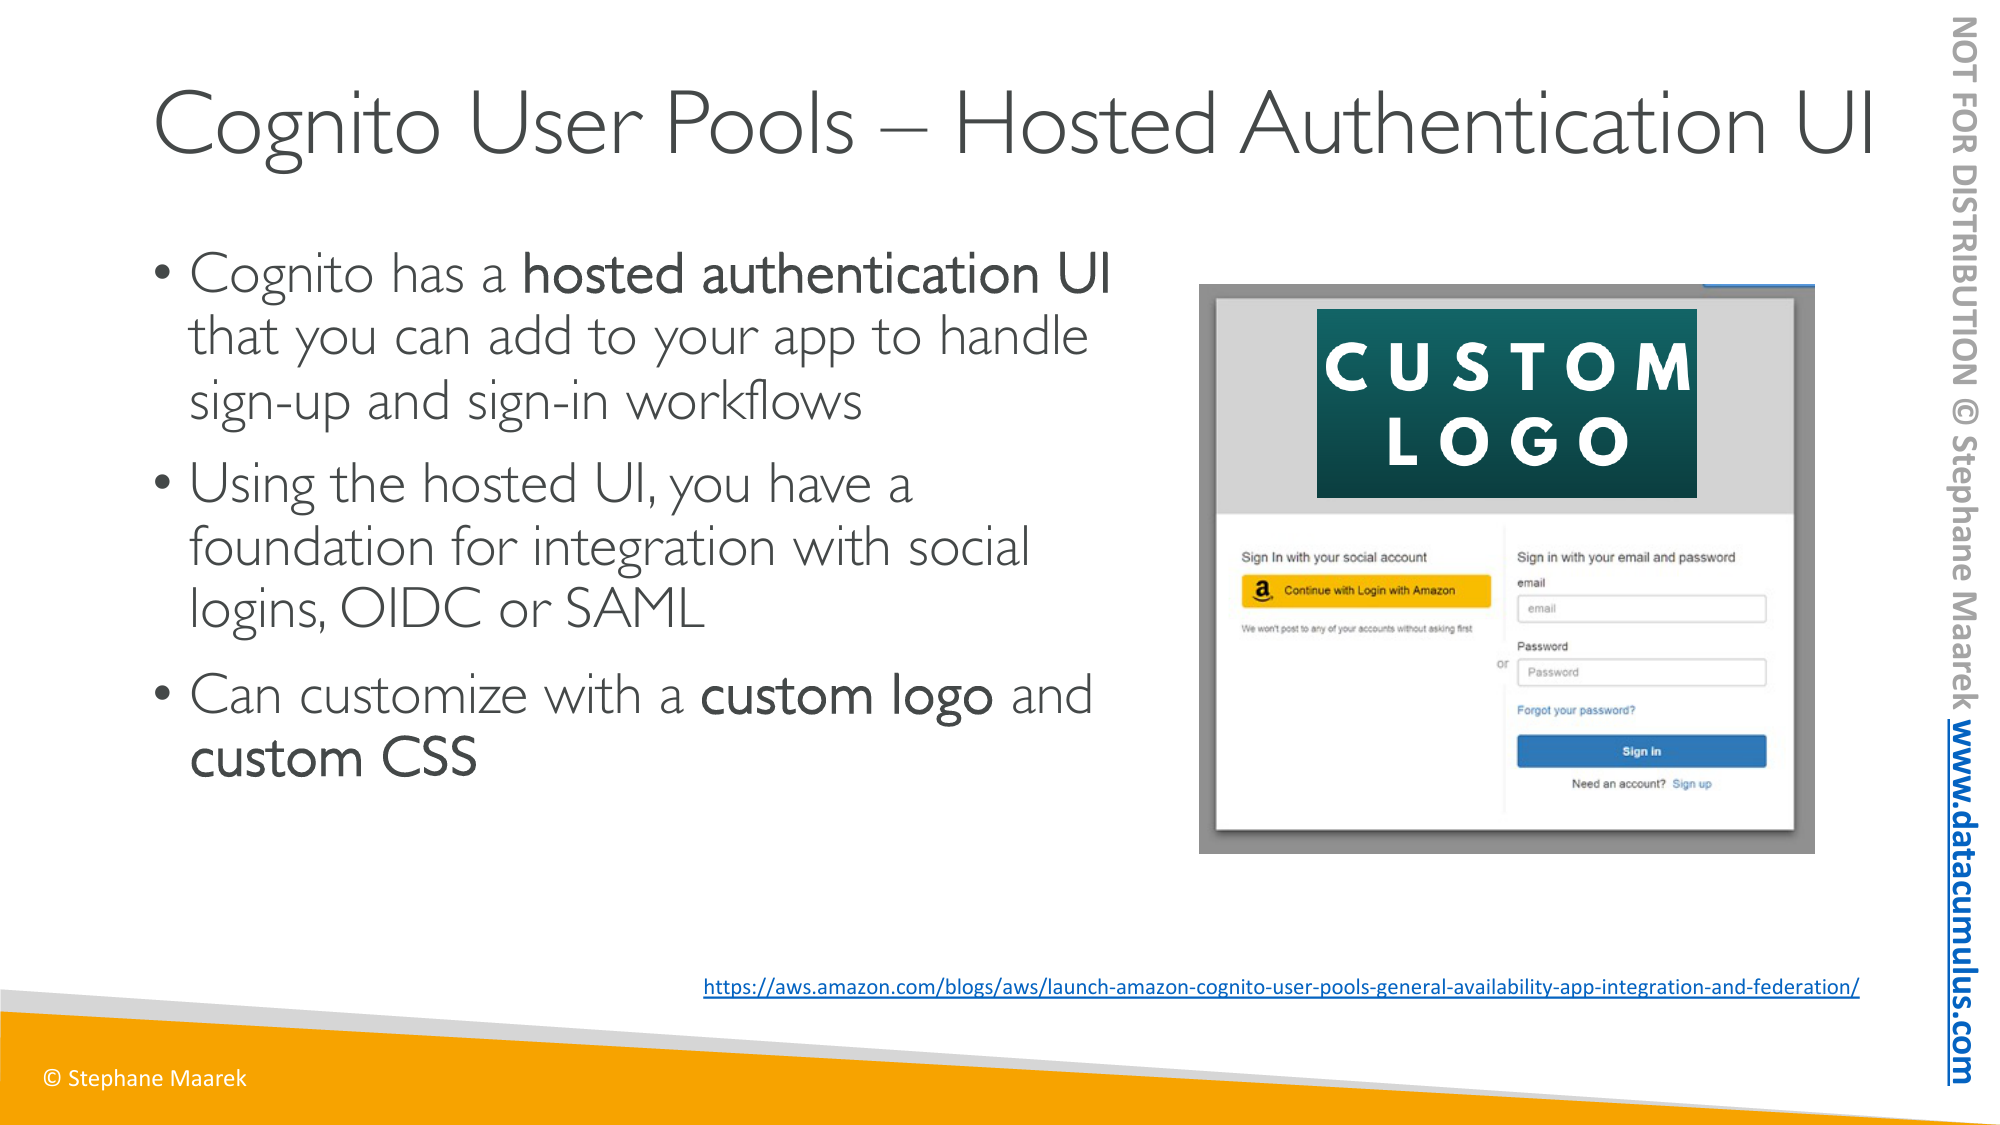 Cognito User Pools – Hosted Authentication UI
• Cognito has a hosted authentication UI
that you can add to your app to handle
sign-up and sign-in workflows
• Using the hosted UI, you have a
foundation for integration with social
logins, OIDC or SAML
• Can customize with a custom logo and
custom CSS
CUSTOM
LOGO
Sign In with your social account
a Continue with Login with Amazon
We won't post to any of your accounts without asking first
or
Sign in with your email and password
email
email
Password
Password
Forgot your password?
Sign in
Need an account? Sign up
https://aws.amazon.com/blogs/aws/launch-amazon-cognito-user-pools-general-availability-app-integration-and-federation/
© Stephane Maarek
NOT FOR DISTRIBUTION © Stephane Maarek www.datacumulus.com